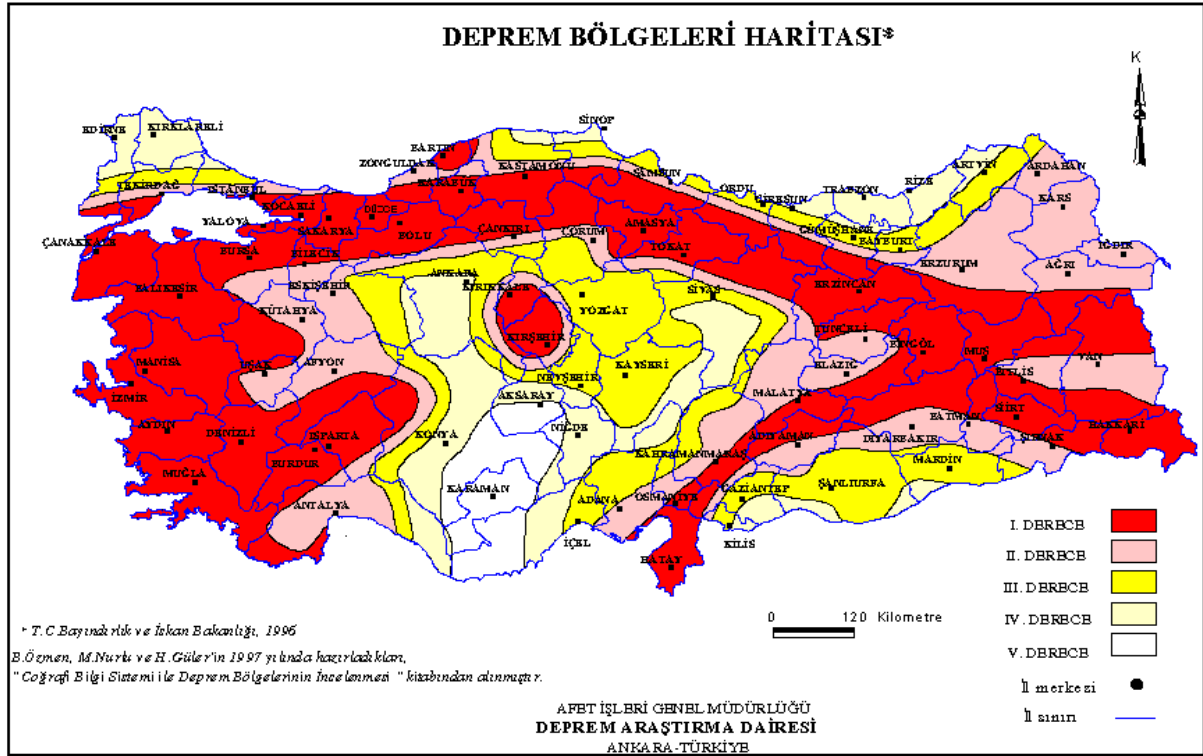 DEPREM BÖLGELERİ HARİTASI*
K
SİNOP
EDİRNE
KIRKLARELİ
BARTIN
ZONGULDAK
KASTAMONU
ARTVİN
ARDAHAN
TEKİRDAĞ
İSTANBUL
KARABÜK
SAMSUN
ORDU
GİRESUN
TRABZON
RİZE
KARS
YALOVA
KOCAELİ
SAKARYA
DÜZCE
BOLU
ÇANKIRI
ÇORUM
AMASYA
TOKAT
GÜMÜŞHANE
BAYBURT
ÇANAKKALE
BURSA
BİLECİK
ERZURUM
IĞDIR
AĞRI
BALIKESİR
ESKİŞEHİR
ANKARA
KIRIKKALE
YOZGAT
SİVAS
ERZİNCAN
KÜTAHYA
KIRŞEHİR
TUNÇELİ
BİNGÖL
MUŞ
VAN
MANİSA
UŞAK
AFYON
KAYSERİ
ELAZIĞ
BİTLİS
İZMİR
NEVŞEHİR
AKSARAY
MALATYA
SİİRT
AYDIN
DENİZLİ
ISPARTA
BURDUR
KONYA
NİĞDE
ADIYAMAN
DİYARBAKIR
BATMAN
ŞIRNAK
HAKKARİ
MUĞLA
KAHRAMANMARAŞ
MARDİN
ANTALYA
KARAMAN
ADANA
OSMANİYE
GAZİANTEP
ŞANLIURFA
İÇEL
KİLİS
HATAY
I. DERECE
II. DERECE
III. DERECE
IV. DERECE
V. DERECE
İl merkezi
İl sınırı
0 120 Kilometre
* T.C Bayındırlık ve İskan Bakanlığı, 1996
B.Özmen, M.Nurlu ve H.Güler'in 1997 yılında hazırladıkları,
"Coğrafi Bilgi Sistemi ile Deprem Bölgelerinin İncelenmesi" kitabından alınmıştır.
AFET İŞLERİ GENEL MÜDÜRLÜĞÜ
DEPREM ARAŞTIRMA DAİRESİ
ANKARA-TÜRKİYE